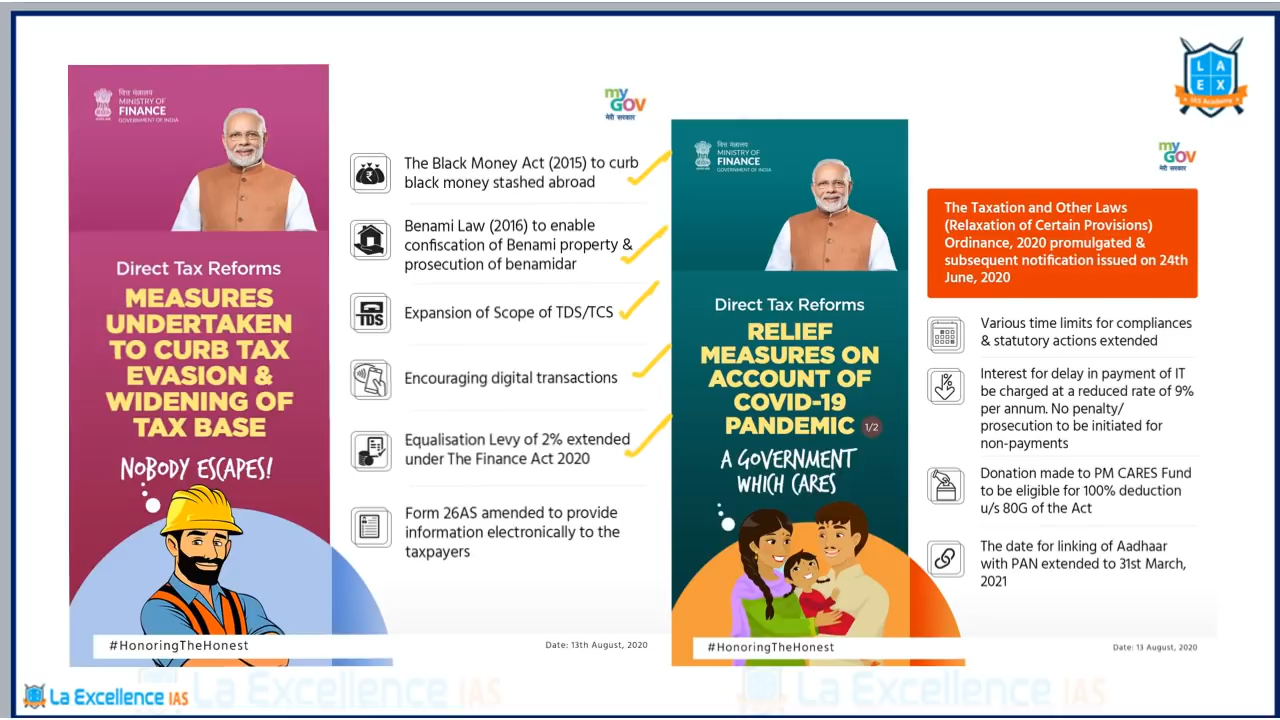 वित्त मंत्रालय
MINISTRY OF
FINANCE
GOVERNMENT OF INDIA
Direct Tax Reforms
MEASURES
UNDERTAKEN
TO CURB TAX
EVASION &
WIDENING OF
TAX BASE
NOBODY ESCAPES!
#HonoringTheHonest
my
GOV
मेरी सरकार
The Black Money Act (2015) to curb
black money stashed abroad
Benami Law (2016) to enable
confiscation of Benami property &
prosecution of benamidar
TDS
Expansion of Scope of TDS/TCS
Encouraging digital transactions
Equalisation Levy of 2% extended
under The Finance Act 2020
Form 26AS amended to provide
information electronically to the
taxpayers
Date: 13th August, 2020
वित्त मंत्रालय
MINISTRY OF
FINANCE
GOVERNMENT OF INDIA
Direct Tax Reforms
RELIEF
MEASURES ON
ACCOUNT OF
COVID-19
PANDEMIC 1/2
A GOVERNMENT
WHICH CARES
#HonoringTheHonest
LA
EX
IAS Academy
my
GOV
मेरी सरकार
The Taxation and Other Laws
(Relaxation of Certain Provisions)
Ordinance, 2020 promulgated &
subsequent notification issued on 24th
June, 2020
Various time limits for compliances
& statutory actions extended
Interest for delay in payment of IT
be charged at a reduced rate of 9%
per annum. No penalty/
prosecution to be initiated for
non-payments
Donation made to PM CARES Fund
to be eligible for 100% deduction
u/s 80G of the Act
The date for linking of Aadhaar
with PAN extended to 31st March,
2021
Date: 13 August, 2020
La Excellence IAS
La Excellence IAS
La Excellence IAS